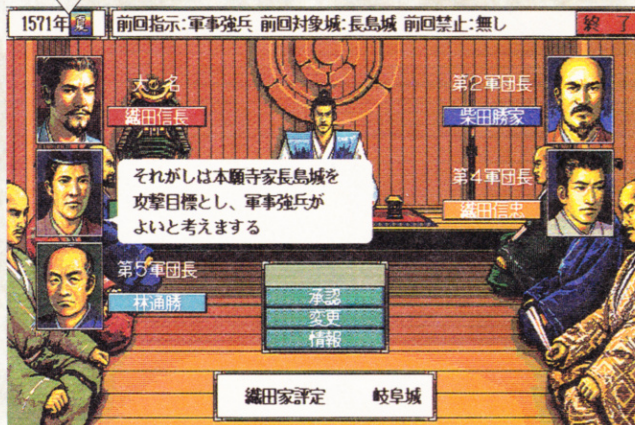 1571年 前回指示:軍事強兵 前回対象城:長島城 前回禁止:無し 終了
大名
織田信長
第2軍団長
柴田勝家
それがしは本願寺家長島城を
攻撃目標とし、軍事強兵が
よいと考えまする
第4軍団長
織田信忠
第5軍団長
林通勝
承認
変更
情報
織田家評定 岐阜城